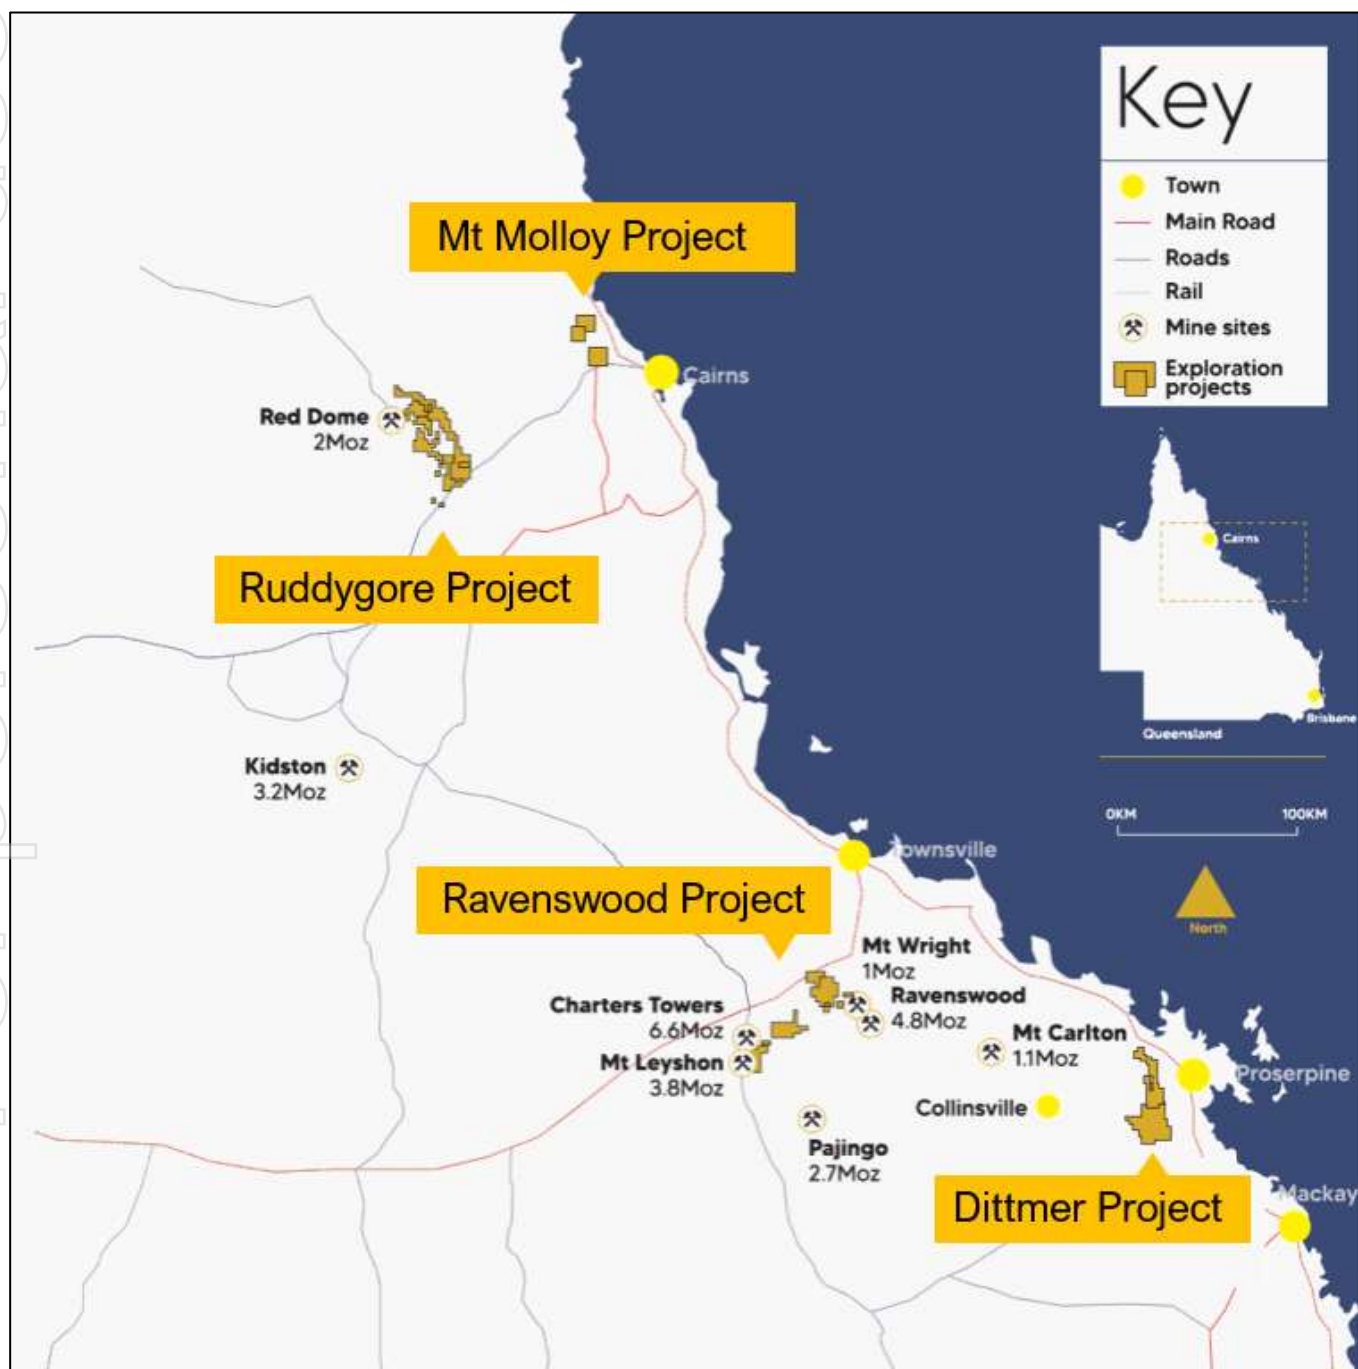 Key
Town
Main Road
Roads
Rail
Mine sites
Exploration
projects
Mt Molloy Project
Cairns
Red Dome
2Moz
Ruddygore Project
Cairns
Brisbane
Queensland
Kidston
3.2Moz
0KM
100KM
Townsville
Ravenswood Project
North
Mt Wright
1Moz
Charters Towers
6.6Moz
Ravenswood
4.8Moz
Mt Carlton
1.1Moz
Mt Leyshon
3.8Moz
Proserpine
Collinsville
Pajingo
2.7Moz
Dittmer Project
Mackay